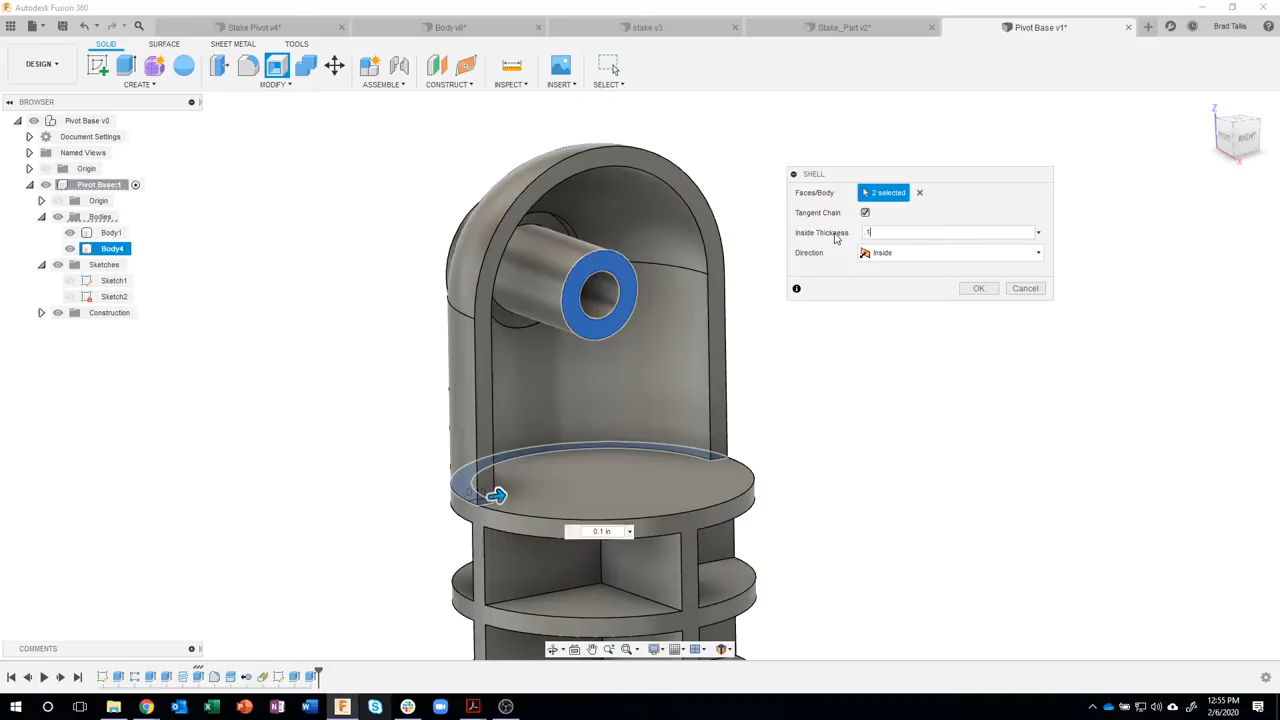 Autodesk Fusion 360
Stake Pivot v4*
Body v8*
stake v3
Stake_Part v2*
Pivot Base v1*
Brad Tallis
SOLID
SURFACE
SHEET METAL
TOOLS
DESIGN
CREATE
MODIFY
ASSEMBLE
CONSTRUCT
INSPECT
INSERT
SELECT
BROWSER
Pivot Base v0
Document Settings
Named Views
Origin
Pivot Base:1
Origin
Bodies
Body1
Body4
Sketches
Sketch1
Sketch2
Construction
Z
RIGHT
X
SHELL
Faces/Body
2 selected
Tangent Chain
Inside Thickness
.1
Direction
Inside
OK
Cancel
0.1 in
COMMENTS
12:55 PM
2/6/2020